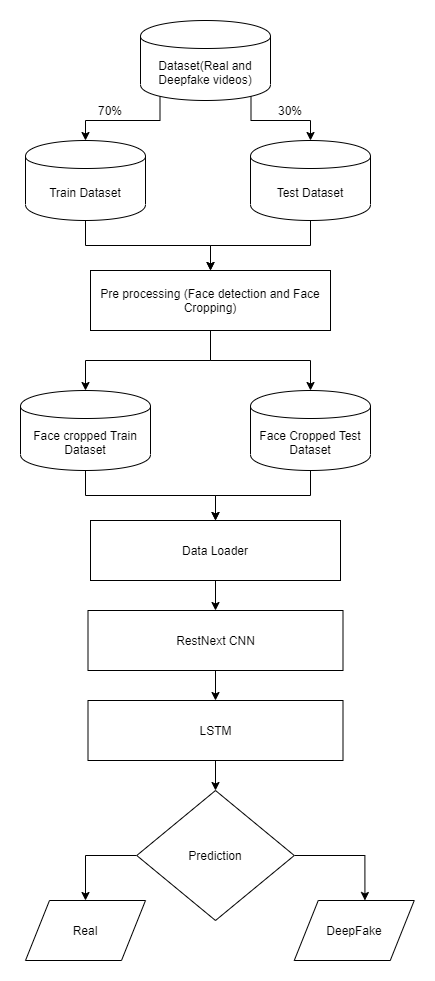 Dataset(Real and
Deepfake videos)
70%
30%
Train Dataset
Test Dataset
Pre processing (Face detection and Face
Cropping)
Face cropped Train
Dataset
Face Cropped Test
Dataset
Data Loader
RestNext CNN
LSTM
Prediction
Real
DeepFake